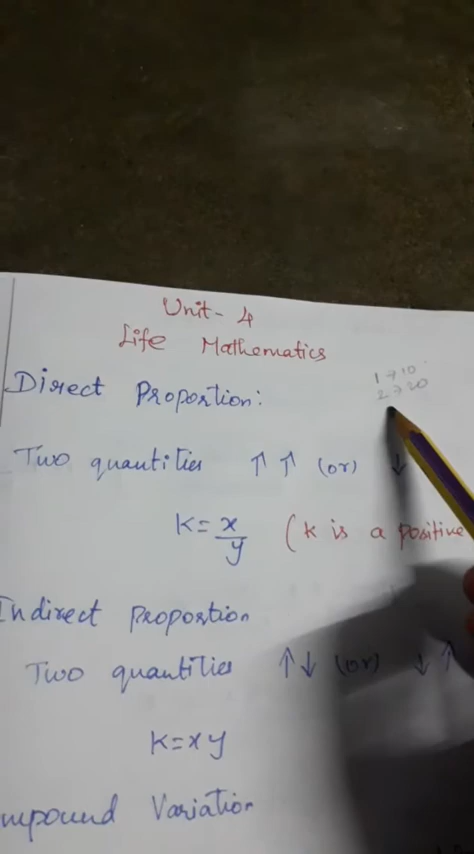 Unit- 4
Life Mathematics
Direct Proportion:
1 → 10
2 → 20
Two quantities ↑ ↑ (or) ↓
K = x/y (k is a positive
Indirect Proportion
Two quantities ↑↓ (or) ↓ ↑
K = xy
mpound Variation